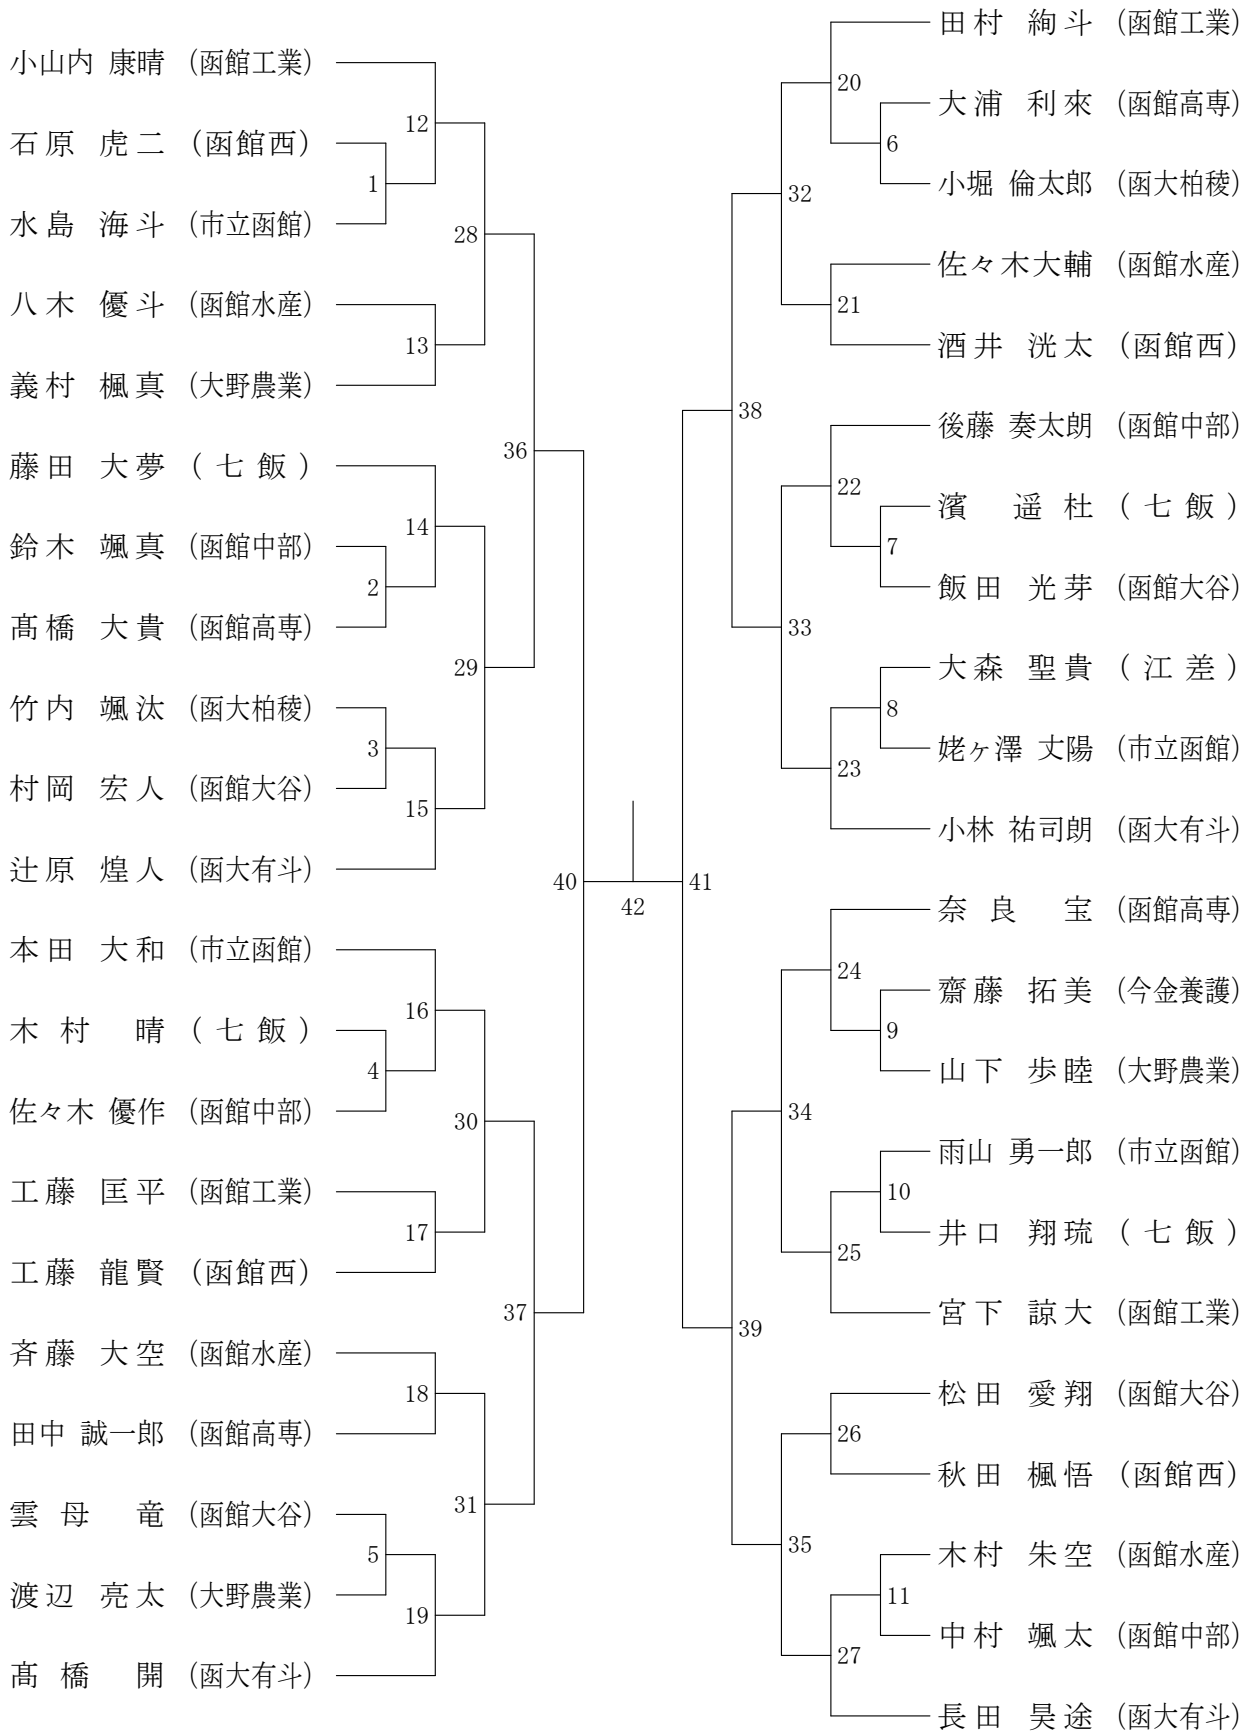 小山内 康晴 (函館工業)
石原 虎二 (函館西)
水島 海斗 (市立函館)
八木 優斗 (函館水産)
義村 楓真 (大野農業)
藤田 大夢 (七飯)
鈴木 颯真 (函館中部)
髙橋 大貴 (函館高専)
竹内 颯汰 (函大柏稜)
村岡 宏人 (函館大谷)
辻原 煌人 (函大有斗)
本田 大和 (市立函館)
木村 晴 (七飯)
佐々木 優作 (函館中部)
工藤 匡平 (函館工業)
工藤 龍賢 (函館西)
斉藤 大空 (函館水産)
田中 誠一郎 (函館高専)
雲母 竜 (函館大谷)
渡辺 亮太 (大野農業)
髙橋 開 (函大有斗)
1
2
3
4
5
12
13
14
15
16
17
18
19
28
29
30
31
36
37
40
42
41
38
39
32
33
34
35
20
21
22
23
24
25
26
27
6
7
8
9
10
11
田村 絢斗 (函館工業)
大浦 利來 (函館高専)
小堀 倫太郎 (函大柏稜)
佐々木大輔 (函館水産)
酒井 洸太 (函館西)
後藤 奏太朗 (函館中部)
濱 遥杜 (七飯)
飯田 光芽 (函館大谷)
大森 聖貴 (江差)
姥ヶ澤 丈陽 (市立函館)
小林 祐司朗 (函大有斗)
奈良 宝 (函館高専)
齋藤 拓美 (今金養護)
山下 歩睦 (大野農業)
雨山 勇一郎 (市立函館)
井口 翔琉 (七飯)
宮下 諒大 (函館工業)
松田 愛翔 (函館大谷)
秋田 楓悟 (函館西)
木村 朱空 (函館水産)
中村 颯太 (函館中部)
長田 昊途 (函大有斗)